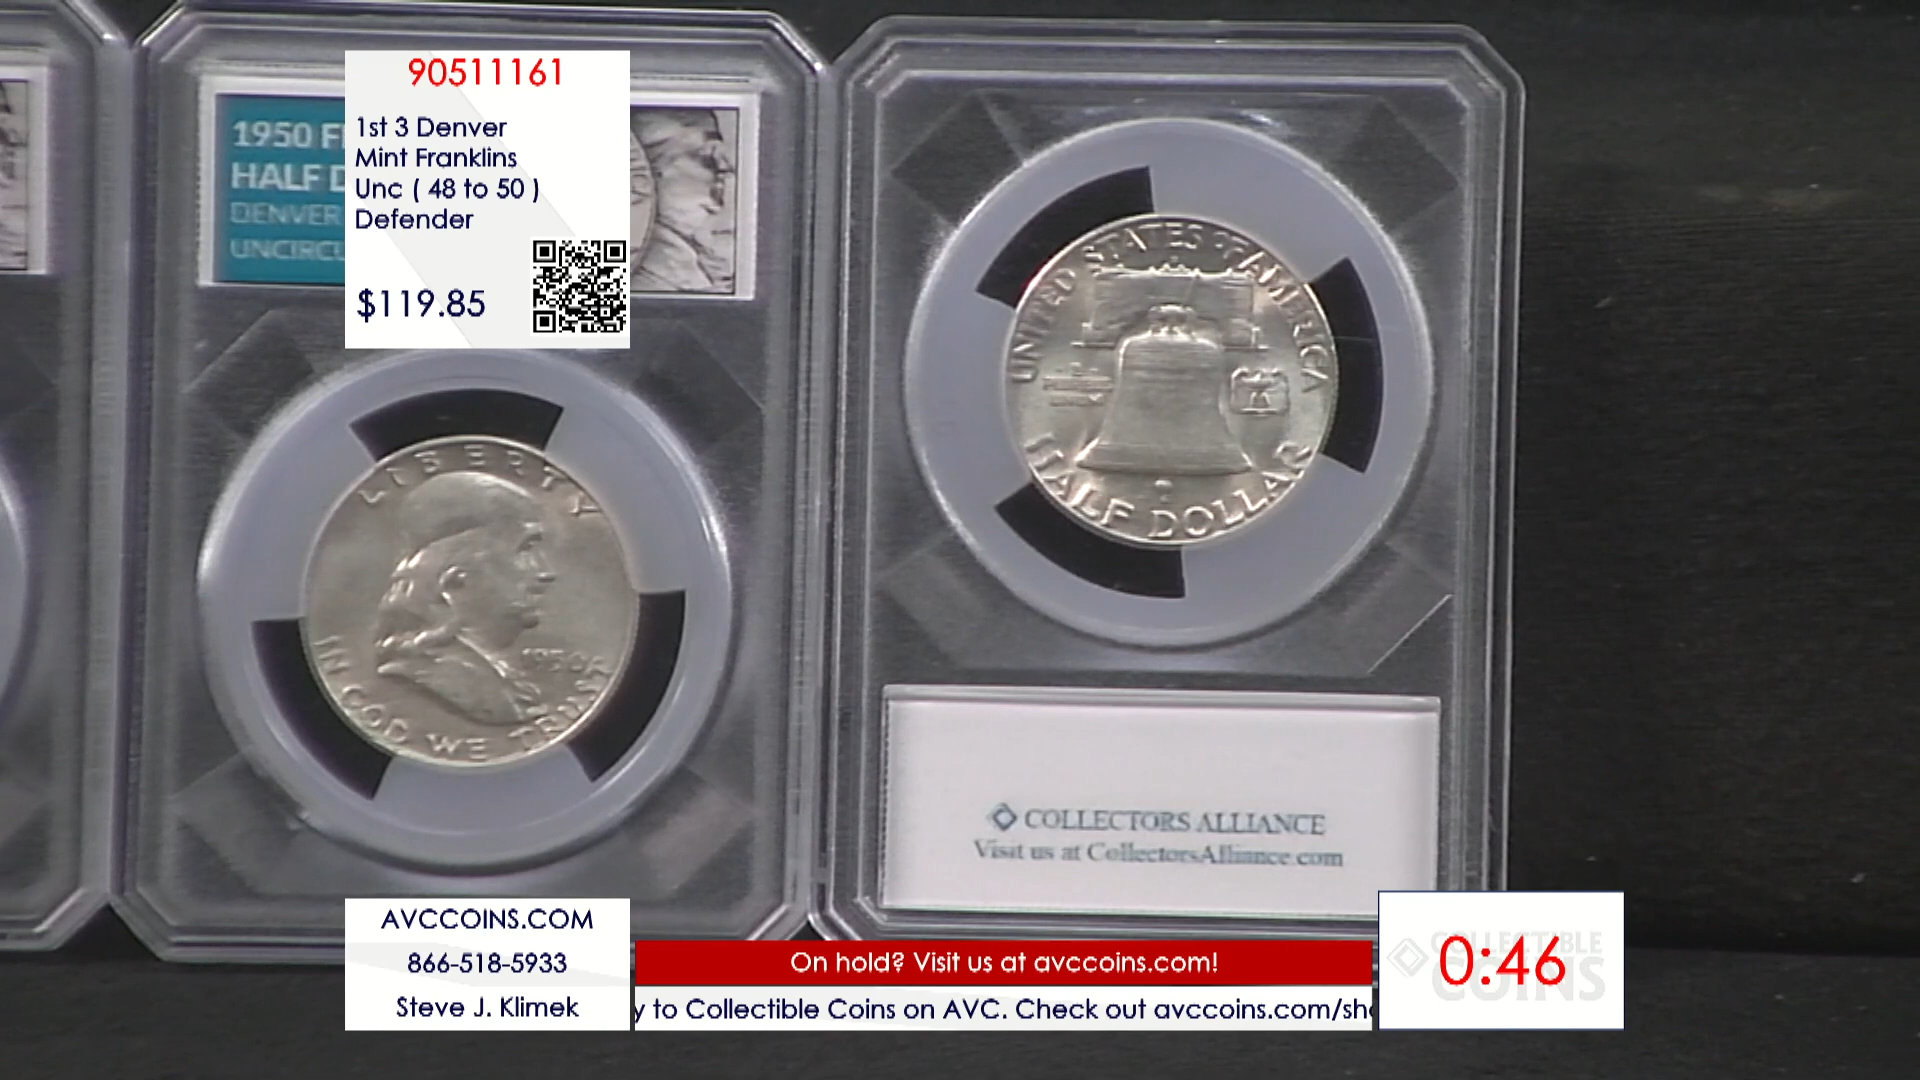 90511161
1st 3 Denver
Mint Franklins
Unc ( 48 to 50 )
Defender
$119.85
1950
HALF
DENVER
LIBERTY
IN GOD WE TRUST
1950
UNITED STATES OF AMERICA
HALF DOLLAR
COLLECTORS ALLIANCE
Visit us at CollectorsAlliance.com
AVCCOINS.COM
866-518-5933
Steve J. Klimek
On hold? Visit us at avccoins.com!
y to Collectible Coins on AVC. Check out avccoins.com/sh
COLLECTIBLE
COINS
0:46